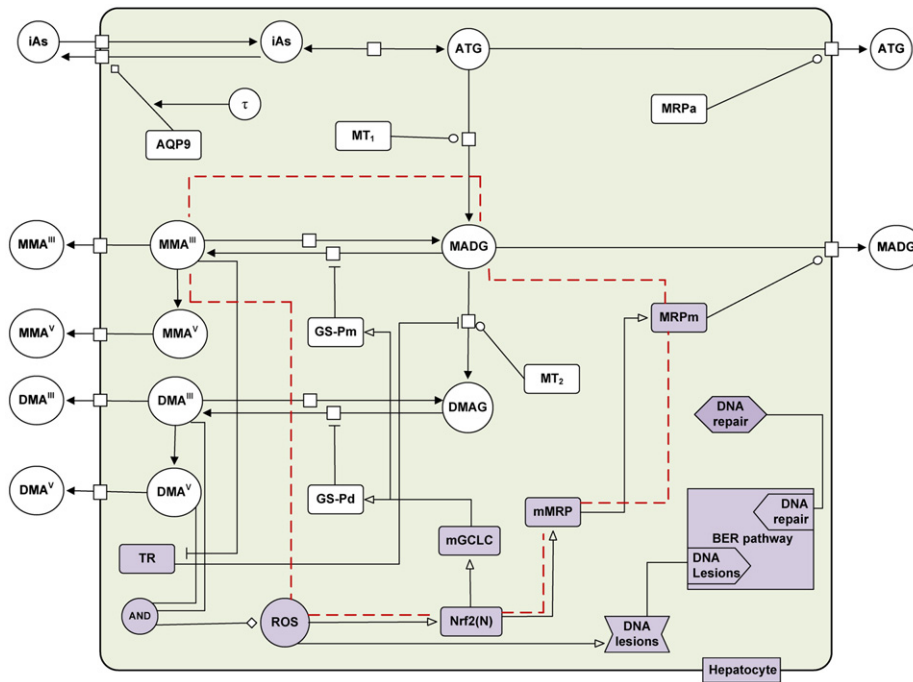 iAs
iAs
ATG
ATG
τ
MRPa
MT₁
AQP9
MMAᴵᴵᴵ
MMAᴵᴵᴵ
MADG
MADG
MRPm
MMAⱽ
MMAⱽ
GS-Pm
MT₂
DMAᴵᴵᴵ
DMAᴵᴵᴵ
DMAG
DNA
repair
DMAⱽ
DMAⱽ
GS-Pd
mMRP
DNA
repair
BER pathway
mGCLC
TR
DNA
Lesions
AND
ROS
Nrf2(N)
DNA
lesions
Hepatocyte